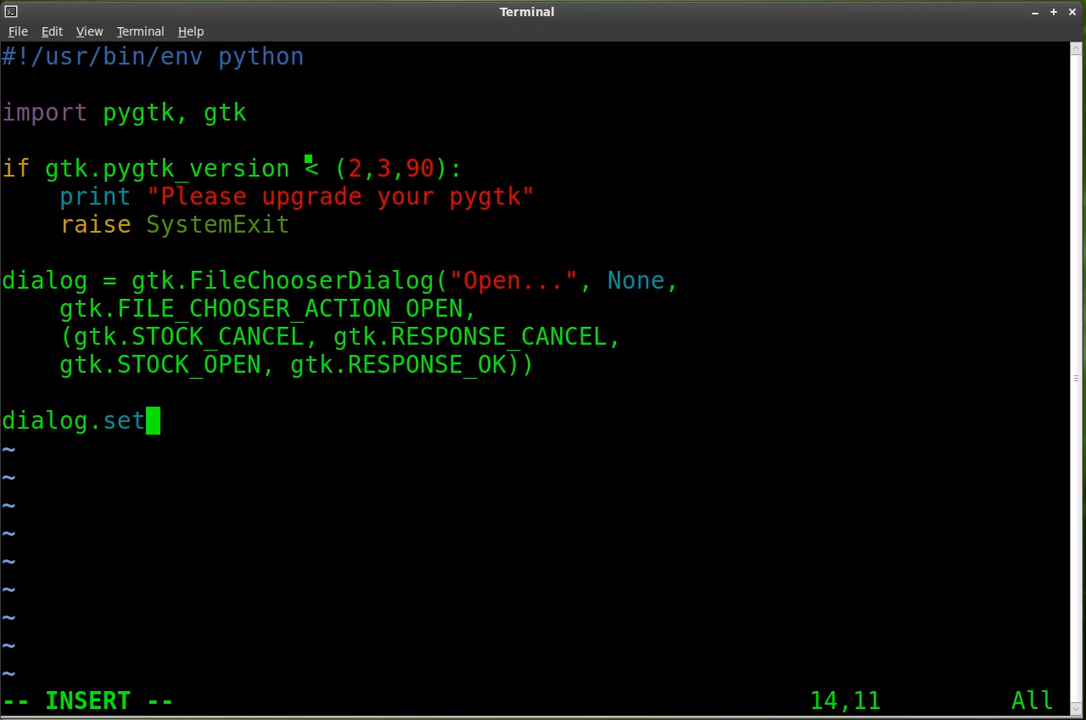 Terminal
File Edit View Terminal Help
#!/usr/bin/env python
import pygtk, gtk
if gtk.pygtk_version < (2,3,90):
    print "Please upgrade your pygtk"
    raise SystemExit
dialog = gtk.FileChooserDialog("Open...", None,
    gtk.FILE_CHOOSER_ACTION_OPEN,
    (gtk.STOCK_CANCEL, gtk.RESPONSE_CANCEL,
    gtk.STOCK_OPEN, gtk.RESPONSE_OK))
dialog.set
~
~
~
~
~
~
~
~
~
-- INSERT -- 14,11 All